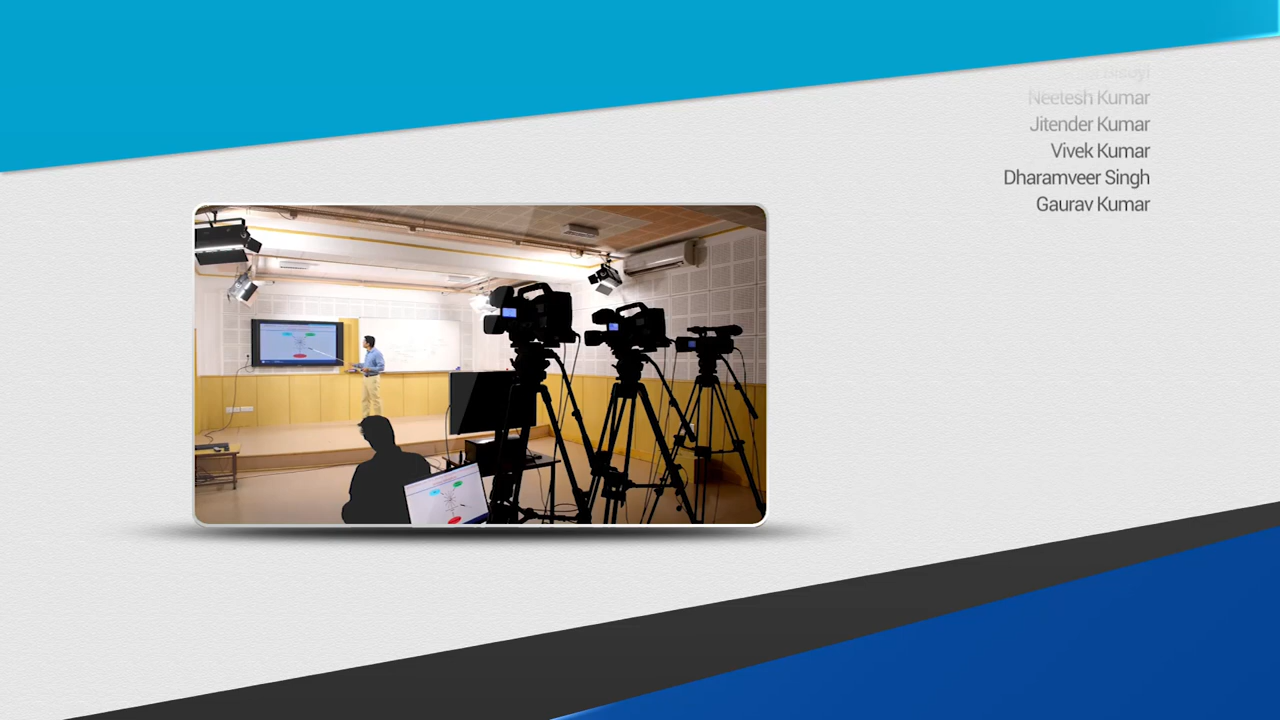 Neetesh Kumar
Jitender Kumar
Vivek Kumar
Dharamveer Singh
Gaurav Kumar